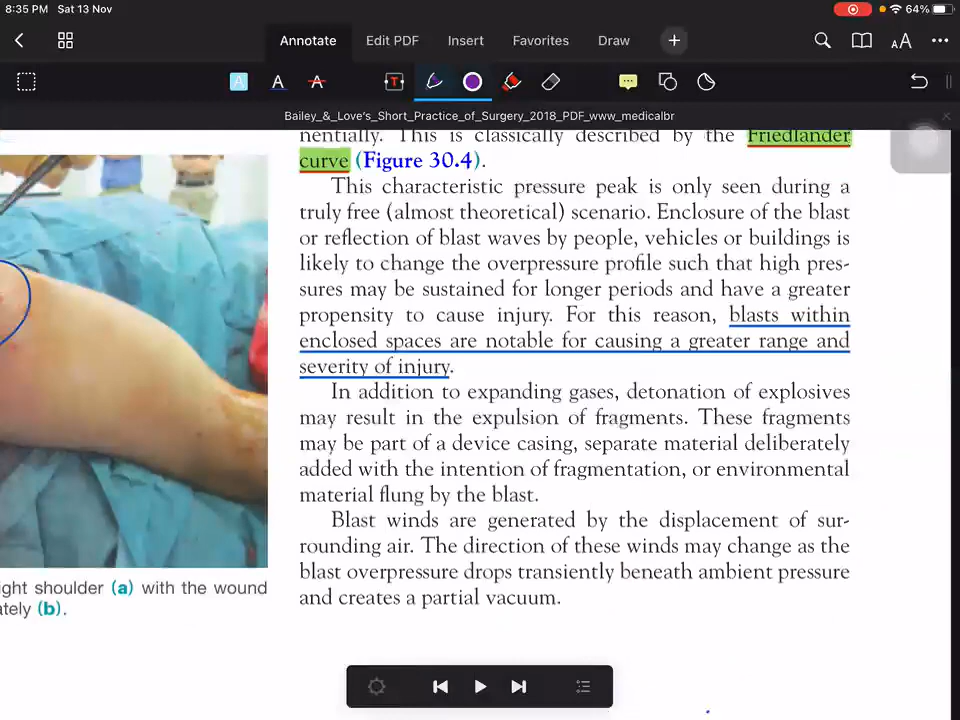 8:35 PM Sat 13 Nov
64%
Annotate Edit PDF Insert Favorites Draw
AA
A A A T
Bailey_&_Love's_Short_Practice_of_Surgery_2018_PDF_www_medicalbr
nentially. This is classically described by the Friedlander
curve (Figure 30.4).
This characteristic pressure peak is only seen during a
truly free (almost theoretical) scenario. Enclosure of the blast
or reflection of blast waves by people, vehicles or buildings is
likely to change the overpressure profile such that high pres-
sures may be sustained for longer periods and have a greater
propensity to cause injury. For this reason, blasts within
enclosed spaces are notable for causing a greater range and
severity of injury.
In addition to expanding gases, detonation of explosives
may result in the expulsion of fragments. These fragments
may be part of a device casing, separate material deliberately
added with the intention of fragmentation, or environmental
material flung by the blast.
Blast winds are generated by the displacement of sur-
rounding air. The direction of these winds may change as the
blast overpressure drops transiently beneath ambient pressure
and creates a partial vacuum.
ight shoulder (a) with the wound
ately (b).